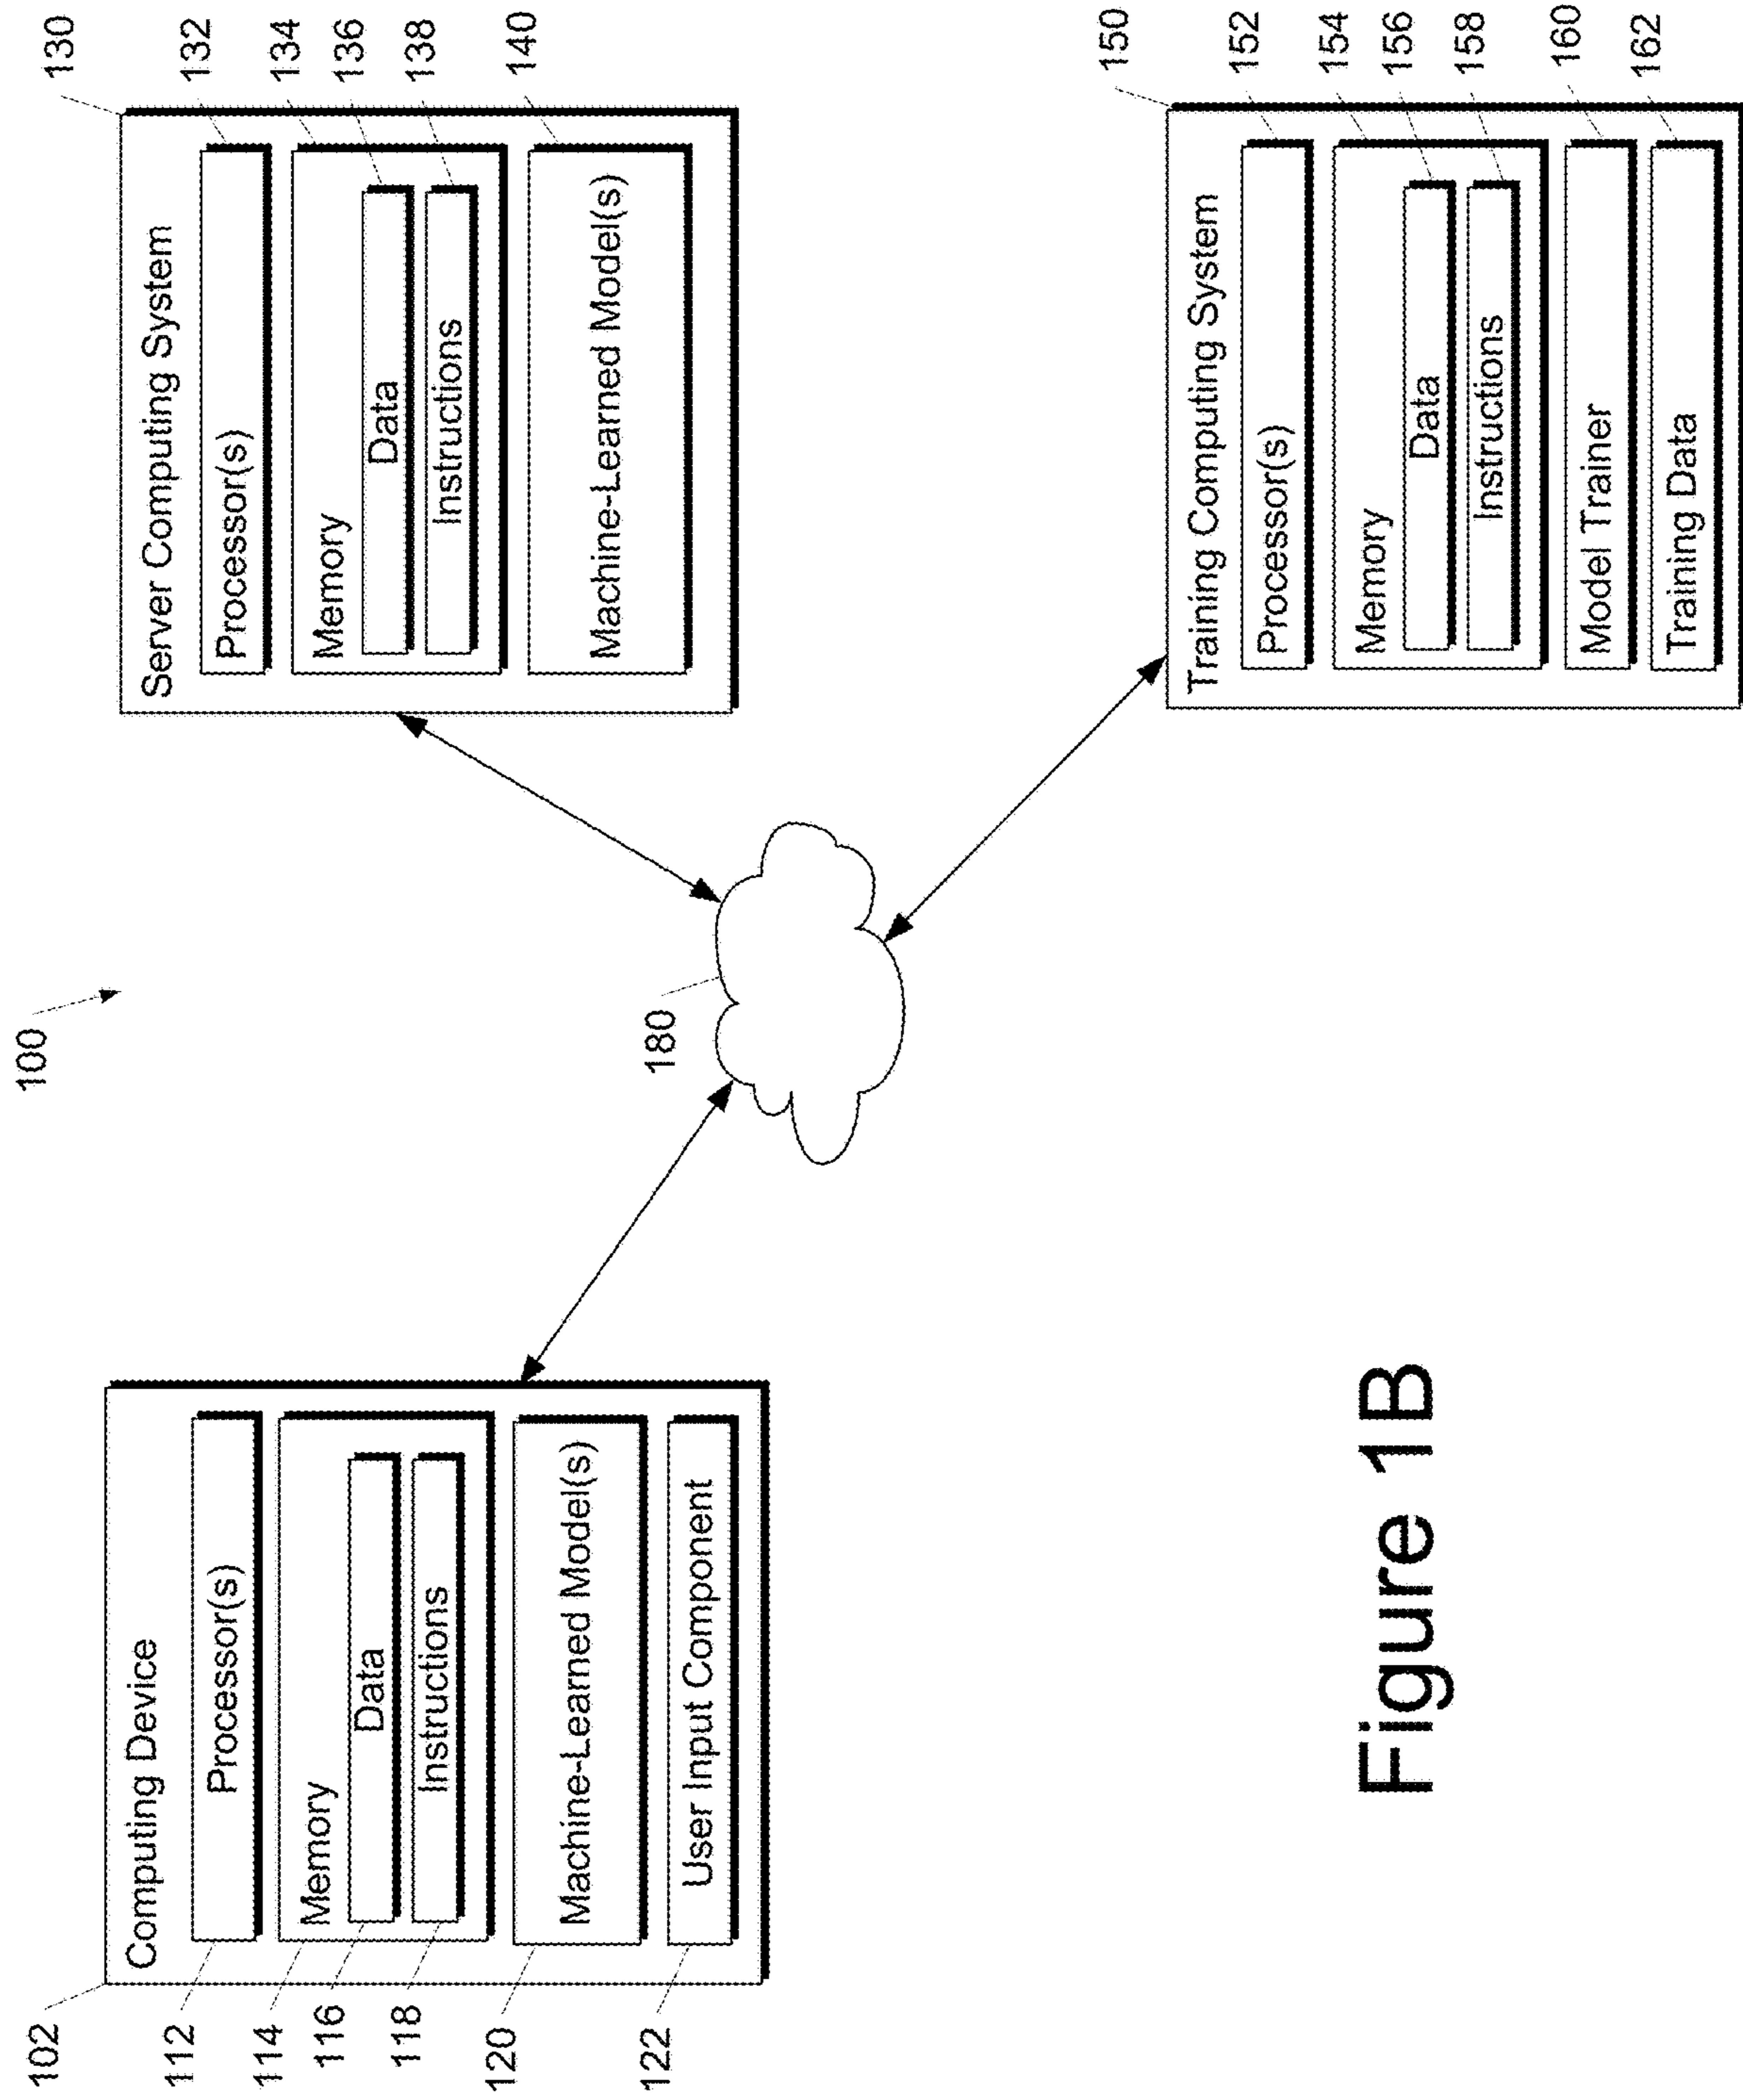 100
102
Computing Device
112
Processor(s)
114
Memory
116
Data
118
Instructions
120
Machine-Learned Model(s)
122
User Input Component
180
130
Server Computing System
132
Processor(s)
134
Memory
136
Data
138
Instructions
140
Machine-Learned Model(s)
150
Training Computing System
152
Processor(s)
154
Memory
156
Data
158
Instructions
160
Model Trainer
162
Training Data
Figure 1B